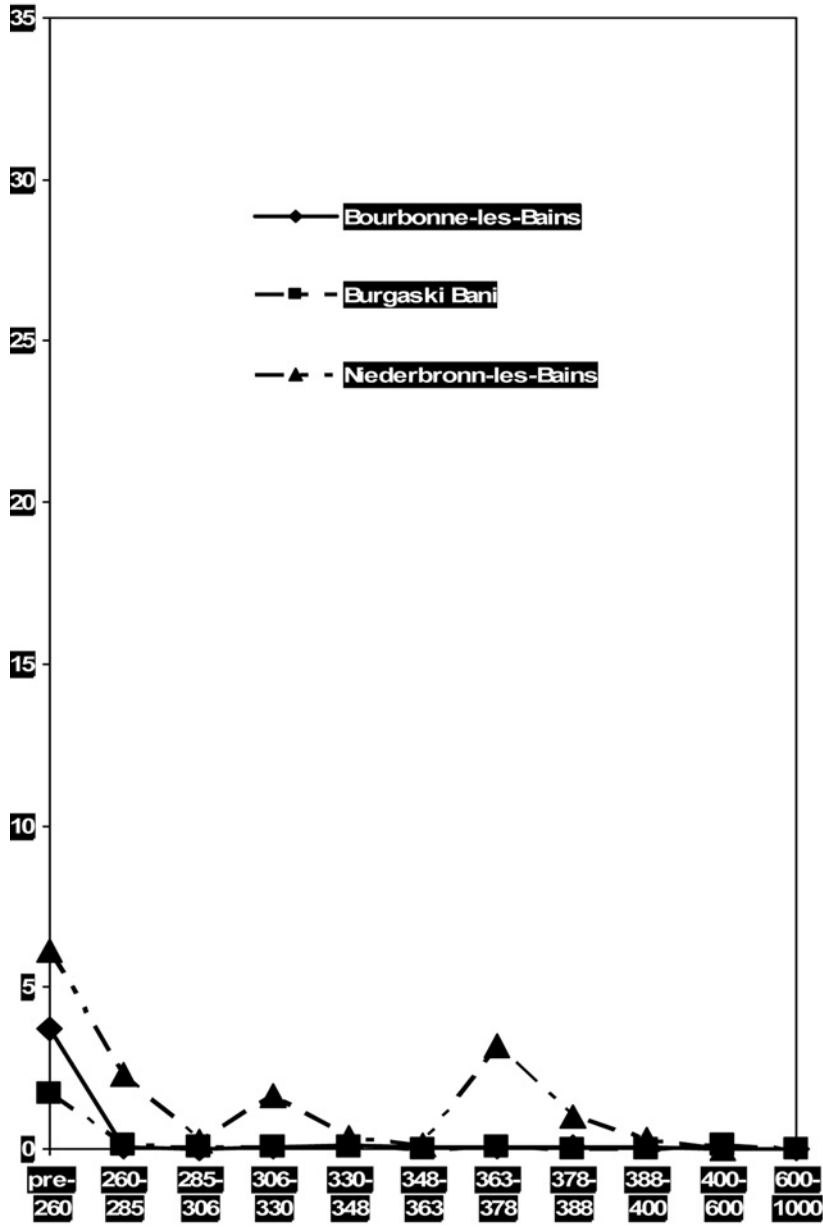 35
30
Bourbonne-les-Bains
Burgaski Bani
25
Niederbronn-les-Bains
20
15
10
5
0
pre- 260- 285- 306- 330- 348- 363- 378- 388- 400- 600-
260 285 306 330 348 363 378 388 400 600 1000